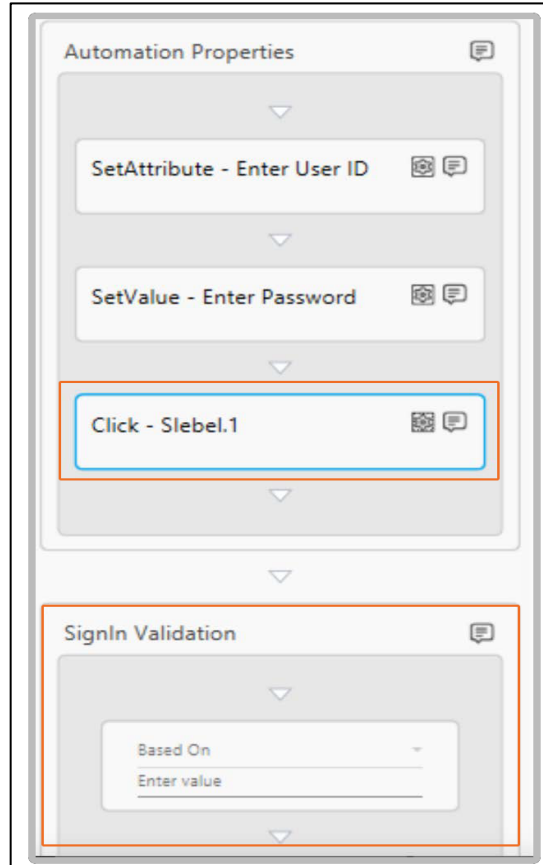 Automation Properties
SetAttribute - Enter User ID
SetValue - Enter Password
Click - Slebel.1
SignIn Validation
Based On
Enter value